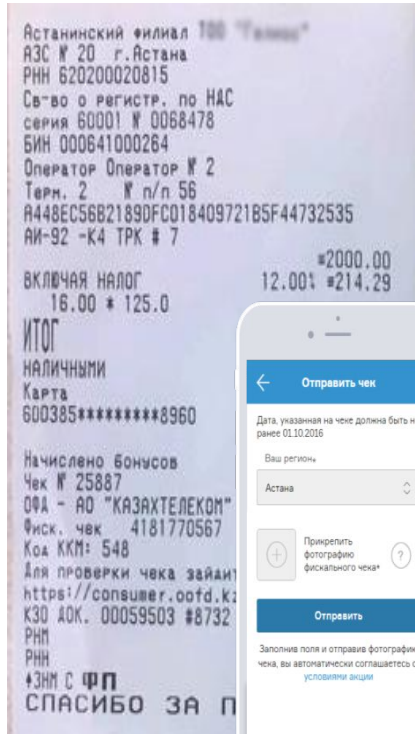 Астанинский филиал ТОО "Гелиос"
АЗС № 20 г.Астана
РНН 620200020815
Св-во о регистр. по НДС
серия 60001 № 0068478
БИН 000641000264
Оператор Оператор № 2
Терм. 2 № п/п 56
A448EC56B2189DFC018409721B5F44732535
АИ-92 -К4 ТРК # 7
≡2000.00
ВКЛЮЧАЯ НАЛОГ 12.00% ≡214.29
16.00 * 125.0
ИТОГ
НАЛИЧНЫМИ
Карта
600385*********8960
Начислено бонусов
Чек № 25887
ОФД - АО "КАЗАХТЕЛЕКОМ"
Фиск. чек 4181770567
Код ККМ: 548
Для проверки чека
https://consumer.oofd.kz
КЗО ДОК. 00059503 #8732
РНМ
РНН
ЗНМ С ФП
СПАСИБО ЗА
Отправить чек
Дата, указанная на чеке должна быть
ранее 01.10.2016
Ваш регион*
Астана
Прикрепить
фотографию
фискального чека*
?
Отправить
Заполнив поля и отправив фотографию
чека, вы автоматически соглашаетесь с
условиями акции